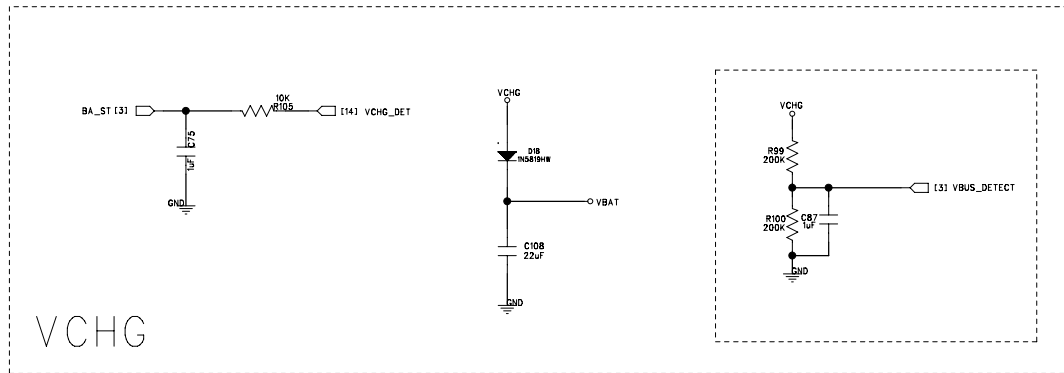 BA_ST [3]
10K
R105
[14] VCHG_DET
C75
1uF
GND
VCHG
D18
1N5819HW
VBAT
C108
22uF
GND
VCHG
R99
200K
[3] VBUS_DETECT
R100
200K
C87
1uF
GND
VCHG